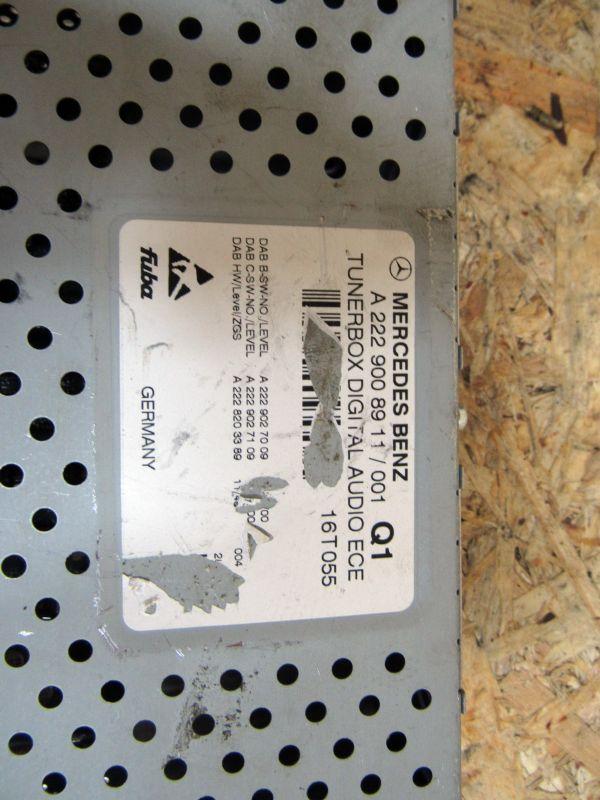 MERCEDES BENZ
A 222 900 89 11 / 001 Q1
TUNERBOX DIGITAL AUDIO ECE
16T055
DAB B-SW-NO./LEVEL A 222 902 70 09
DAB C-SW-NO./LEVEL A 222 902 71 09
DAB HW/Level/ZGS A 222 820 33 89 004
fuba GERMANY